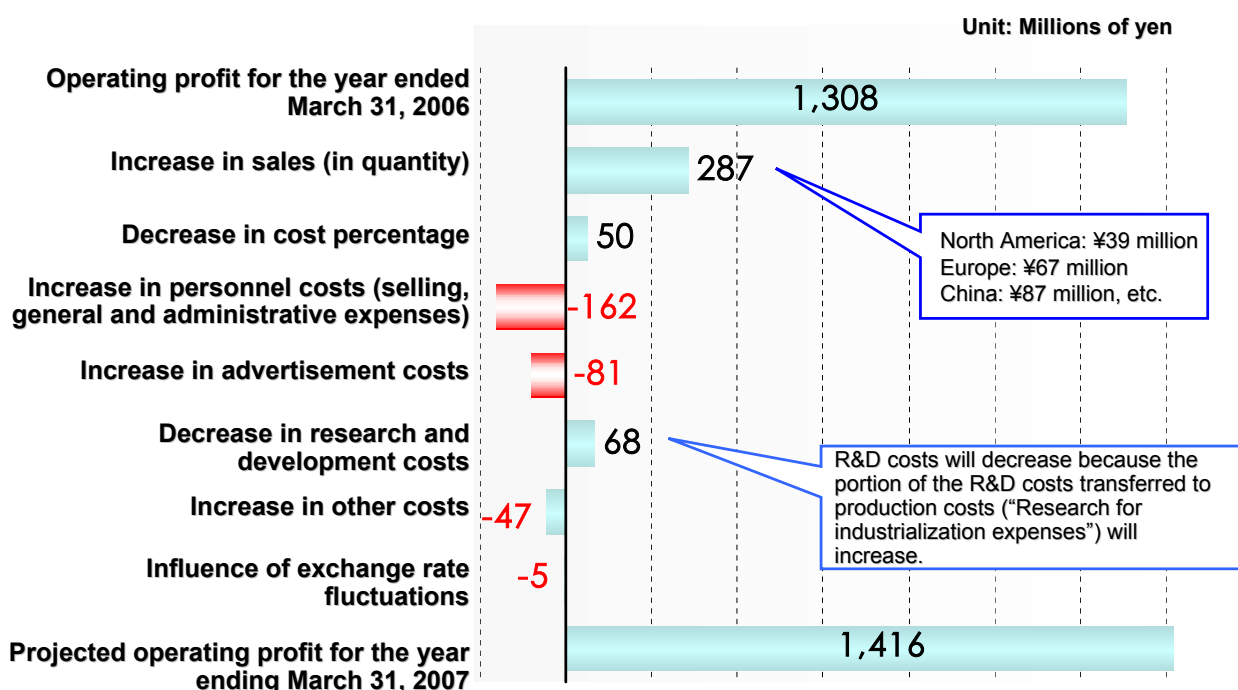 Unit: Millions of yen
Operating profit for the year ended
March 31, 2006
1,308
Increase in sales (in quantity)
287
North America: ¥39 million
Europe: ¥67 million
China: ¥87 million, etc.
Decrease in cost percentage
50
Increase in personnel costs (selling,
general and administrative expenses)
-162
Increase in advertisement costs
-81
Decrease in research and
development costs
68
R&D costs will decrease because the
portion of the R&D costs transferred to
production costs (“Research for
industrialization expenses”) will
increase.
Increase in other costs
-47
Influence of exchange rate
fluctuations
-5
Projected operating profit for the year
ending March 31, 2007
1,416